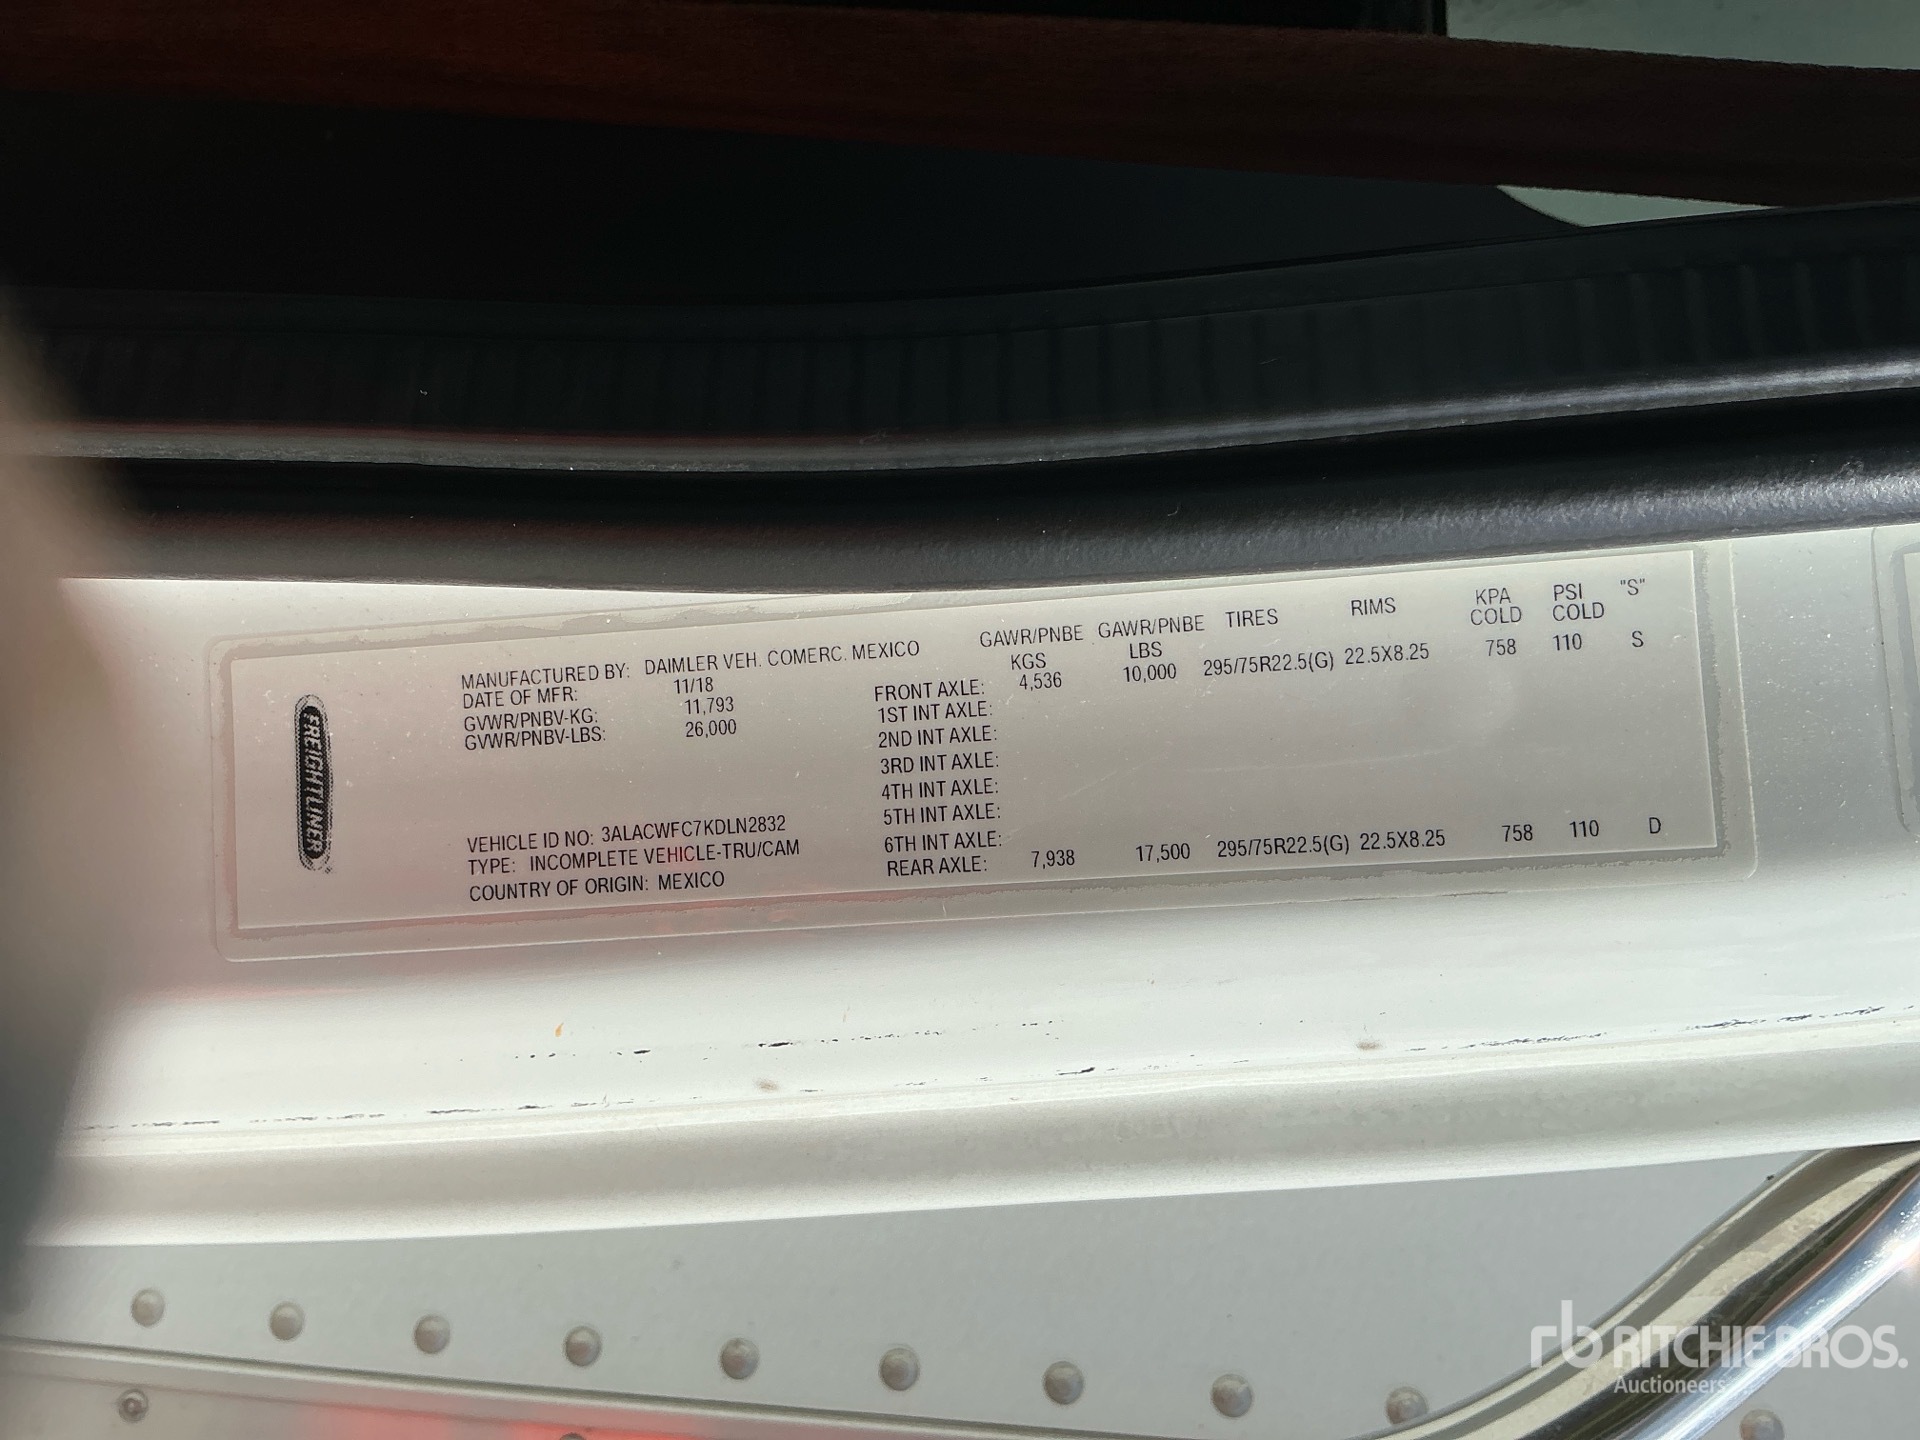 FREIGHTLINER
MANUFACTURED BY: DAIMLER VEH. COMERC. MEXICO
DATE OF MFR: 11/18
GVWR/PNBV-KG: 11,793
GVWR/PNBV-LBS: 26,000
VEHICLE ID NO: 3ALACWFC7KDLN2832
TYPE: INCOMPLETE VEHICLE-TRU/CAM
COUNTRY OF ORIGIN: MEXICO
GAWR/PNBE KGS GAWR/PNBE LBS TIRES RIMS KPA COLD PSI COLD "S"
FRONT AXLE: 4,536 10,000 295/75R22.5(G) 22.5X8.25 758 110 S
1ST INT AXLE:
2ND INT AXLE:
3RD INT AXLE:
4TH INT AXLE:
5TH INT AXLE:
6TH INT AXLE:
REAR AXLE: 7,938 17,500 295/75R22.5(G) 22.5X8.25 758 110 D
rb RITCHIE BROS.
Auctioneers